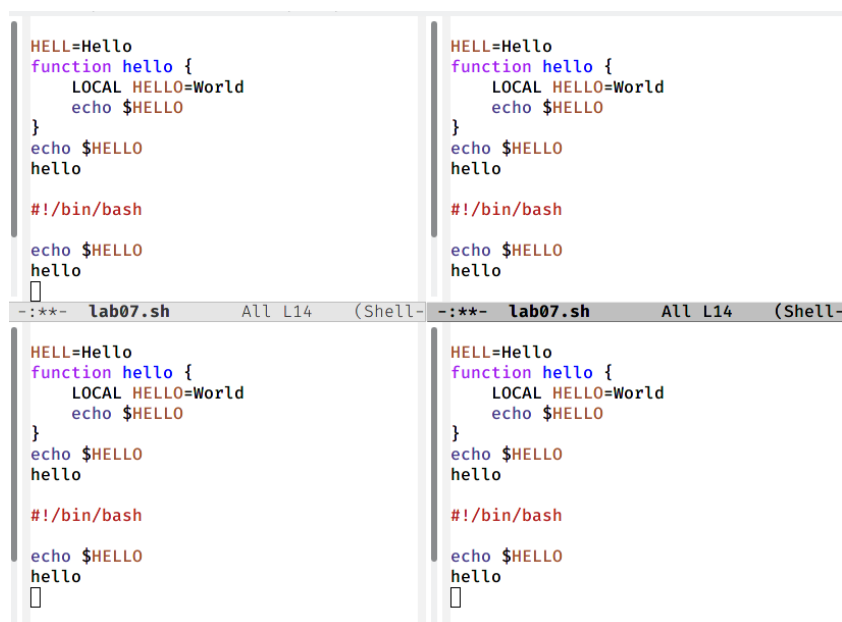 HELL=Hello
function hello {
    LOCAL HELLO=World
    echo $HELLO
}
echo $HELLO
hello
#!/bin/bash
echo $HELLO
hello
-:**-  lab07.sh       All L14    (Shell-
HELL=Hello
function hello {
    LOCAL HELLO=World
    echo $HELLO
}
echo $HELLO
hello
#!/bin/bash
echo $HELLO
hello
-:**-  lab07.sh       All L14    (Shell-
HELL=Hello
function hello {
    LOCAL HELLO=World
    echo $HELLO
}
echo $HELLO
hello
#!/bin/bash
echo $HELLO
hello
HELL=Hello
function hello {
    LOCAL HELLO=World
    echo $HELLO
}
echo $HELLO
hello
#!/bin/bash
echo $HELLO
hello